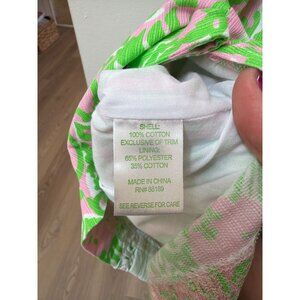 SHELL:
100% COTTON
EXCLUSIVE OF TRIM
LINING:
65% POLYESTER
35% COTTON
MADE IN CHINA
RN# 88189
SEE REVERSE FOR CARE